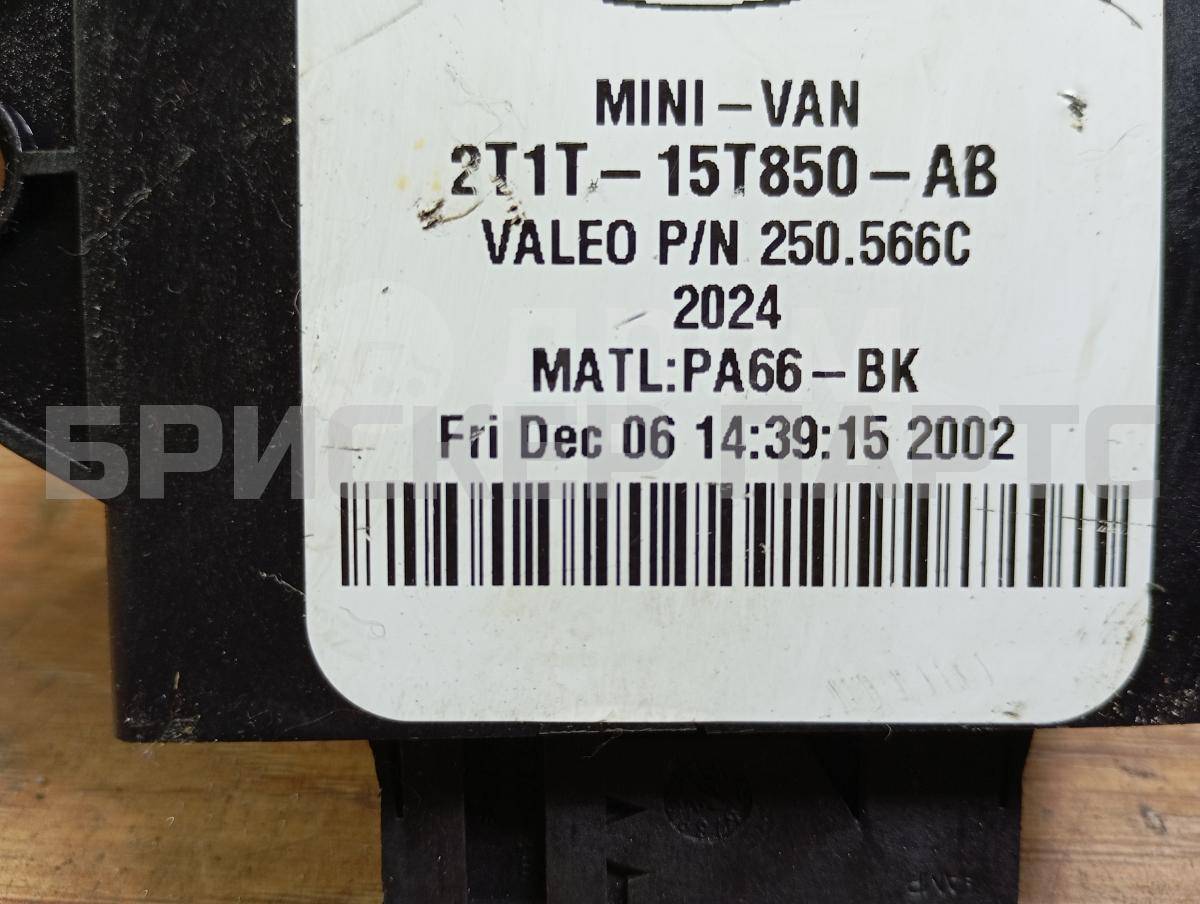 MINI-VAN
2T1T-15T850-AB
VALEO P/N 250.566C
2024
MATL:PA66-BK
Fri Dec 06 14:39:15 2002
БРИСКЕР ПАРТС